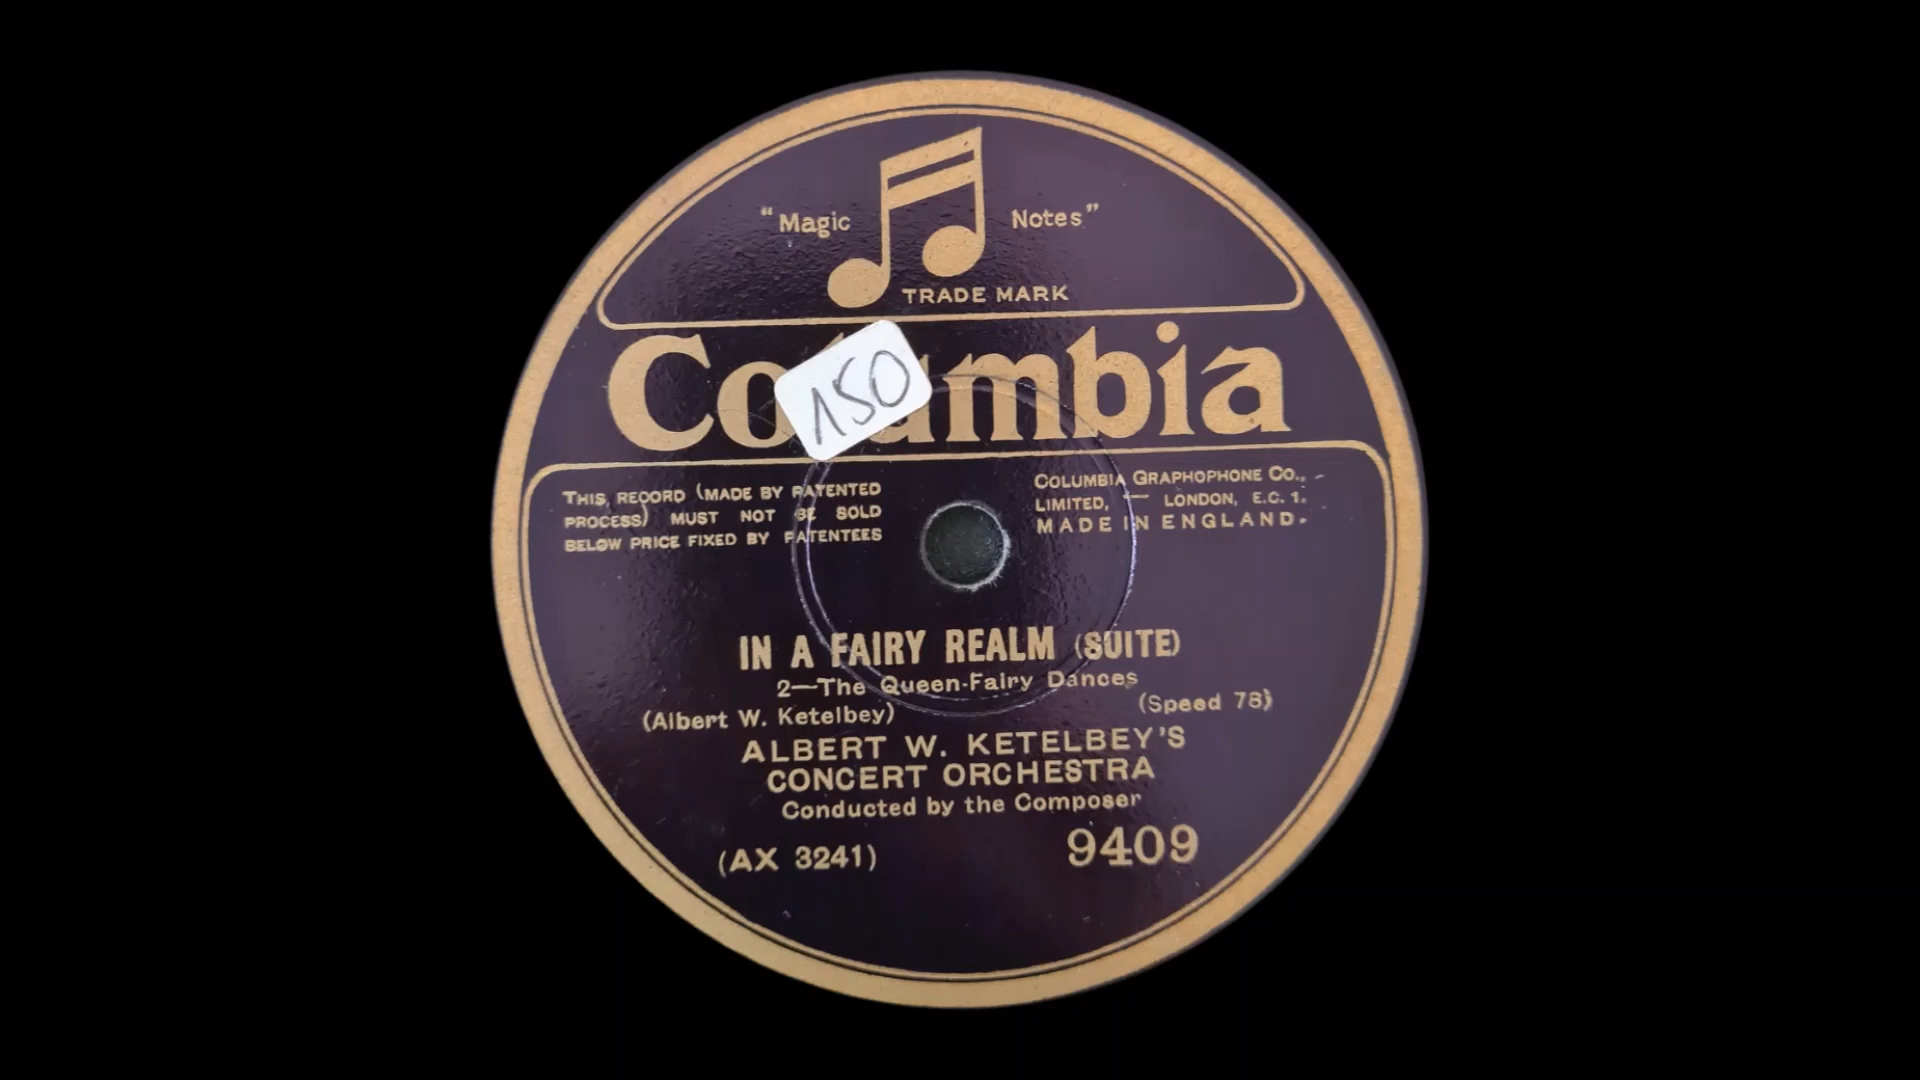 "Magic Notes"
TRADE MARK
Columbia
150
THIS RECORD (MADE BY PATENTED
PROCESS) MUST NOT BE SOLD
BELOW PRICE FIXED BY PATENTEES
COLUMBIA GRAPHOPHONE CO.,
LIMITED, — LONDON, E.C. 1.
MADE IN ENGLAND.
IN A FAIRY REALM (SUITE)
2—The Queen-Fairy Dances
(Speed 78)
(Albert W. Ketelbey)
ALBERT W. KETELBEY'S
CONCERT ORCHESTRA
Conducted by the Composer
(AX 3241)
9409